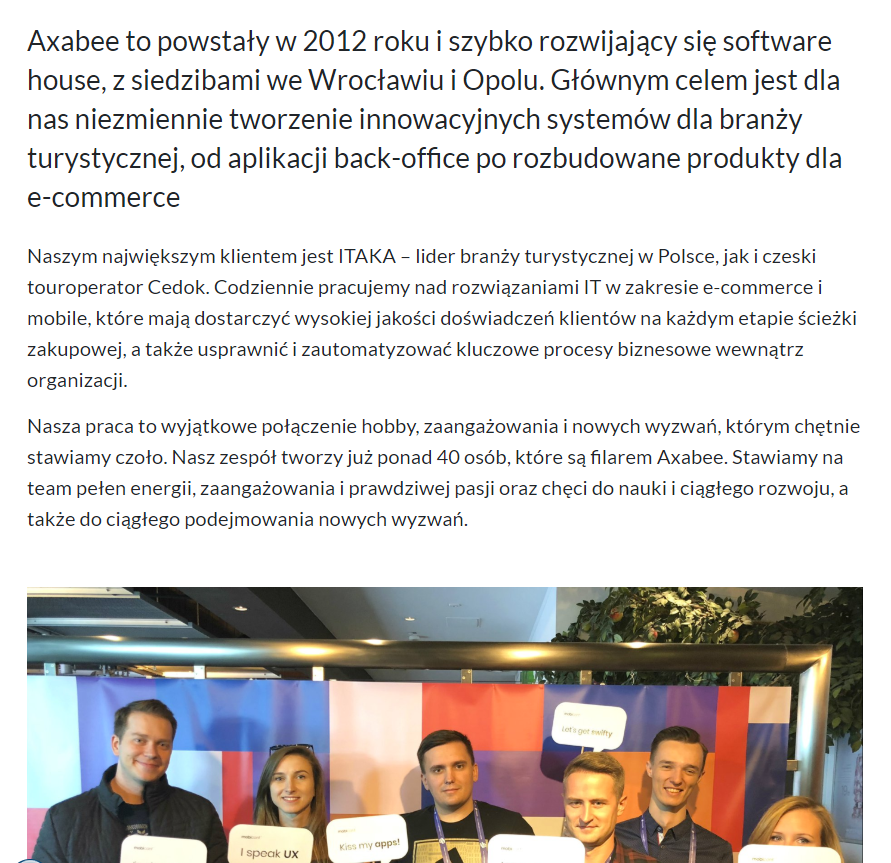 Axabee to powstały w 2012 roku i szybko rozwijający się software
house, z siedzibami we Wrocławiu i Opolu. Głównym celem jest dla
nas niezmiennie tworzenie innowacyjnych systemów dla branży
turystycznej, od aplikacji back-office po rozbudowane produkty dla
e-commerce
Naszym największym klientem jest ITAKA – lider branży turystycznej w Polsce, jak i czeski
touroperator Cedok. Codziennie pracujemy nad rozwiązaniami IT w zakresie e-commerce i
mobile, które mają dostarczyć wysokiej jakości doświadczeń klientów na każdym etapie ścieżki
zakupowej, a także usprawnić i zautomatyzować kluczowe procesy biznesowe wewnątrz
organizacji.
Nasza praca to wyjątkowe połączenie hobby, zaangażowania i nowych wyzwań, którym chętnie
stawiamy czoło. Nasz zespół tworzy już ponad 40 osób, które są filarem Axabee. Stawiamy na
team pełen energii, zaangażowania i prawdziwej pasji oraz chęci do nauki i ciągłego rozwoju, a
także do ciągłego podejmowania nowych wyzwań.
Let's get swifty
Kiss my apps!
I speak UX